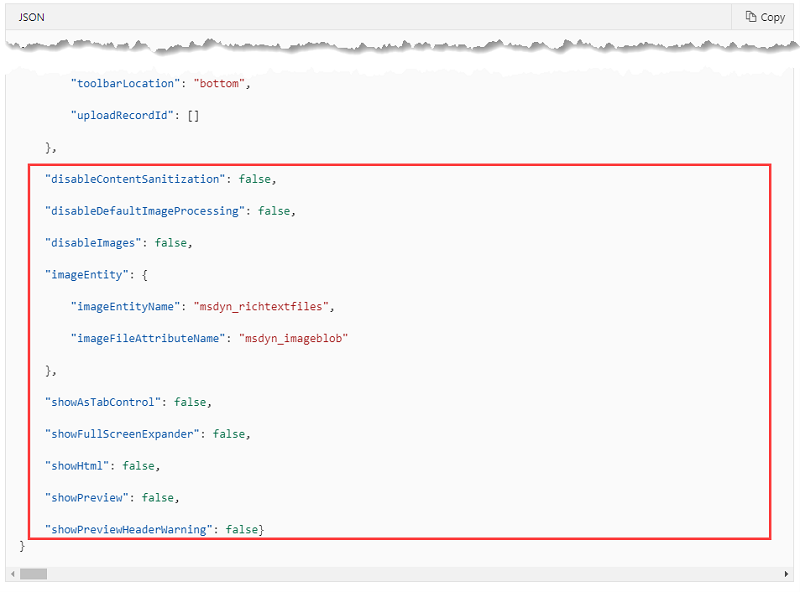 JSON
Copy
"toolbarLocation": "bottom",
"uploadRecordId": []
},
"disableContentSanitization": false,
"disableDefaultImageProcessing": false,
"disableImages": false,
"imageEntity": {
"imageEntityName": "msdyn_richtextfiles",
"imageFileAttributeName": "msdyn_imageblob"
},
"showAsTabControl": false,
"showFullScreenExpander": false,
"showHtml": false,
"showPreview": false,
"showPreviewHeaderWarning": false}
}